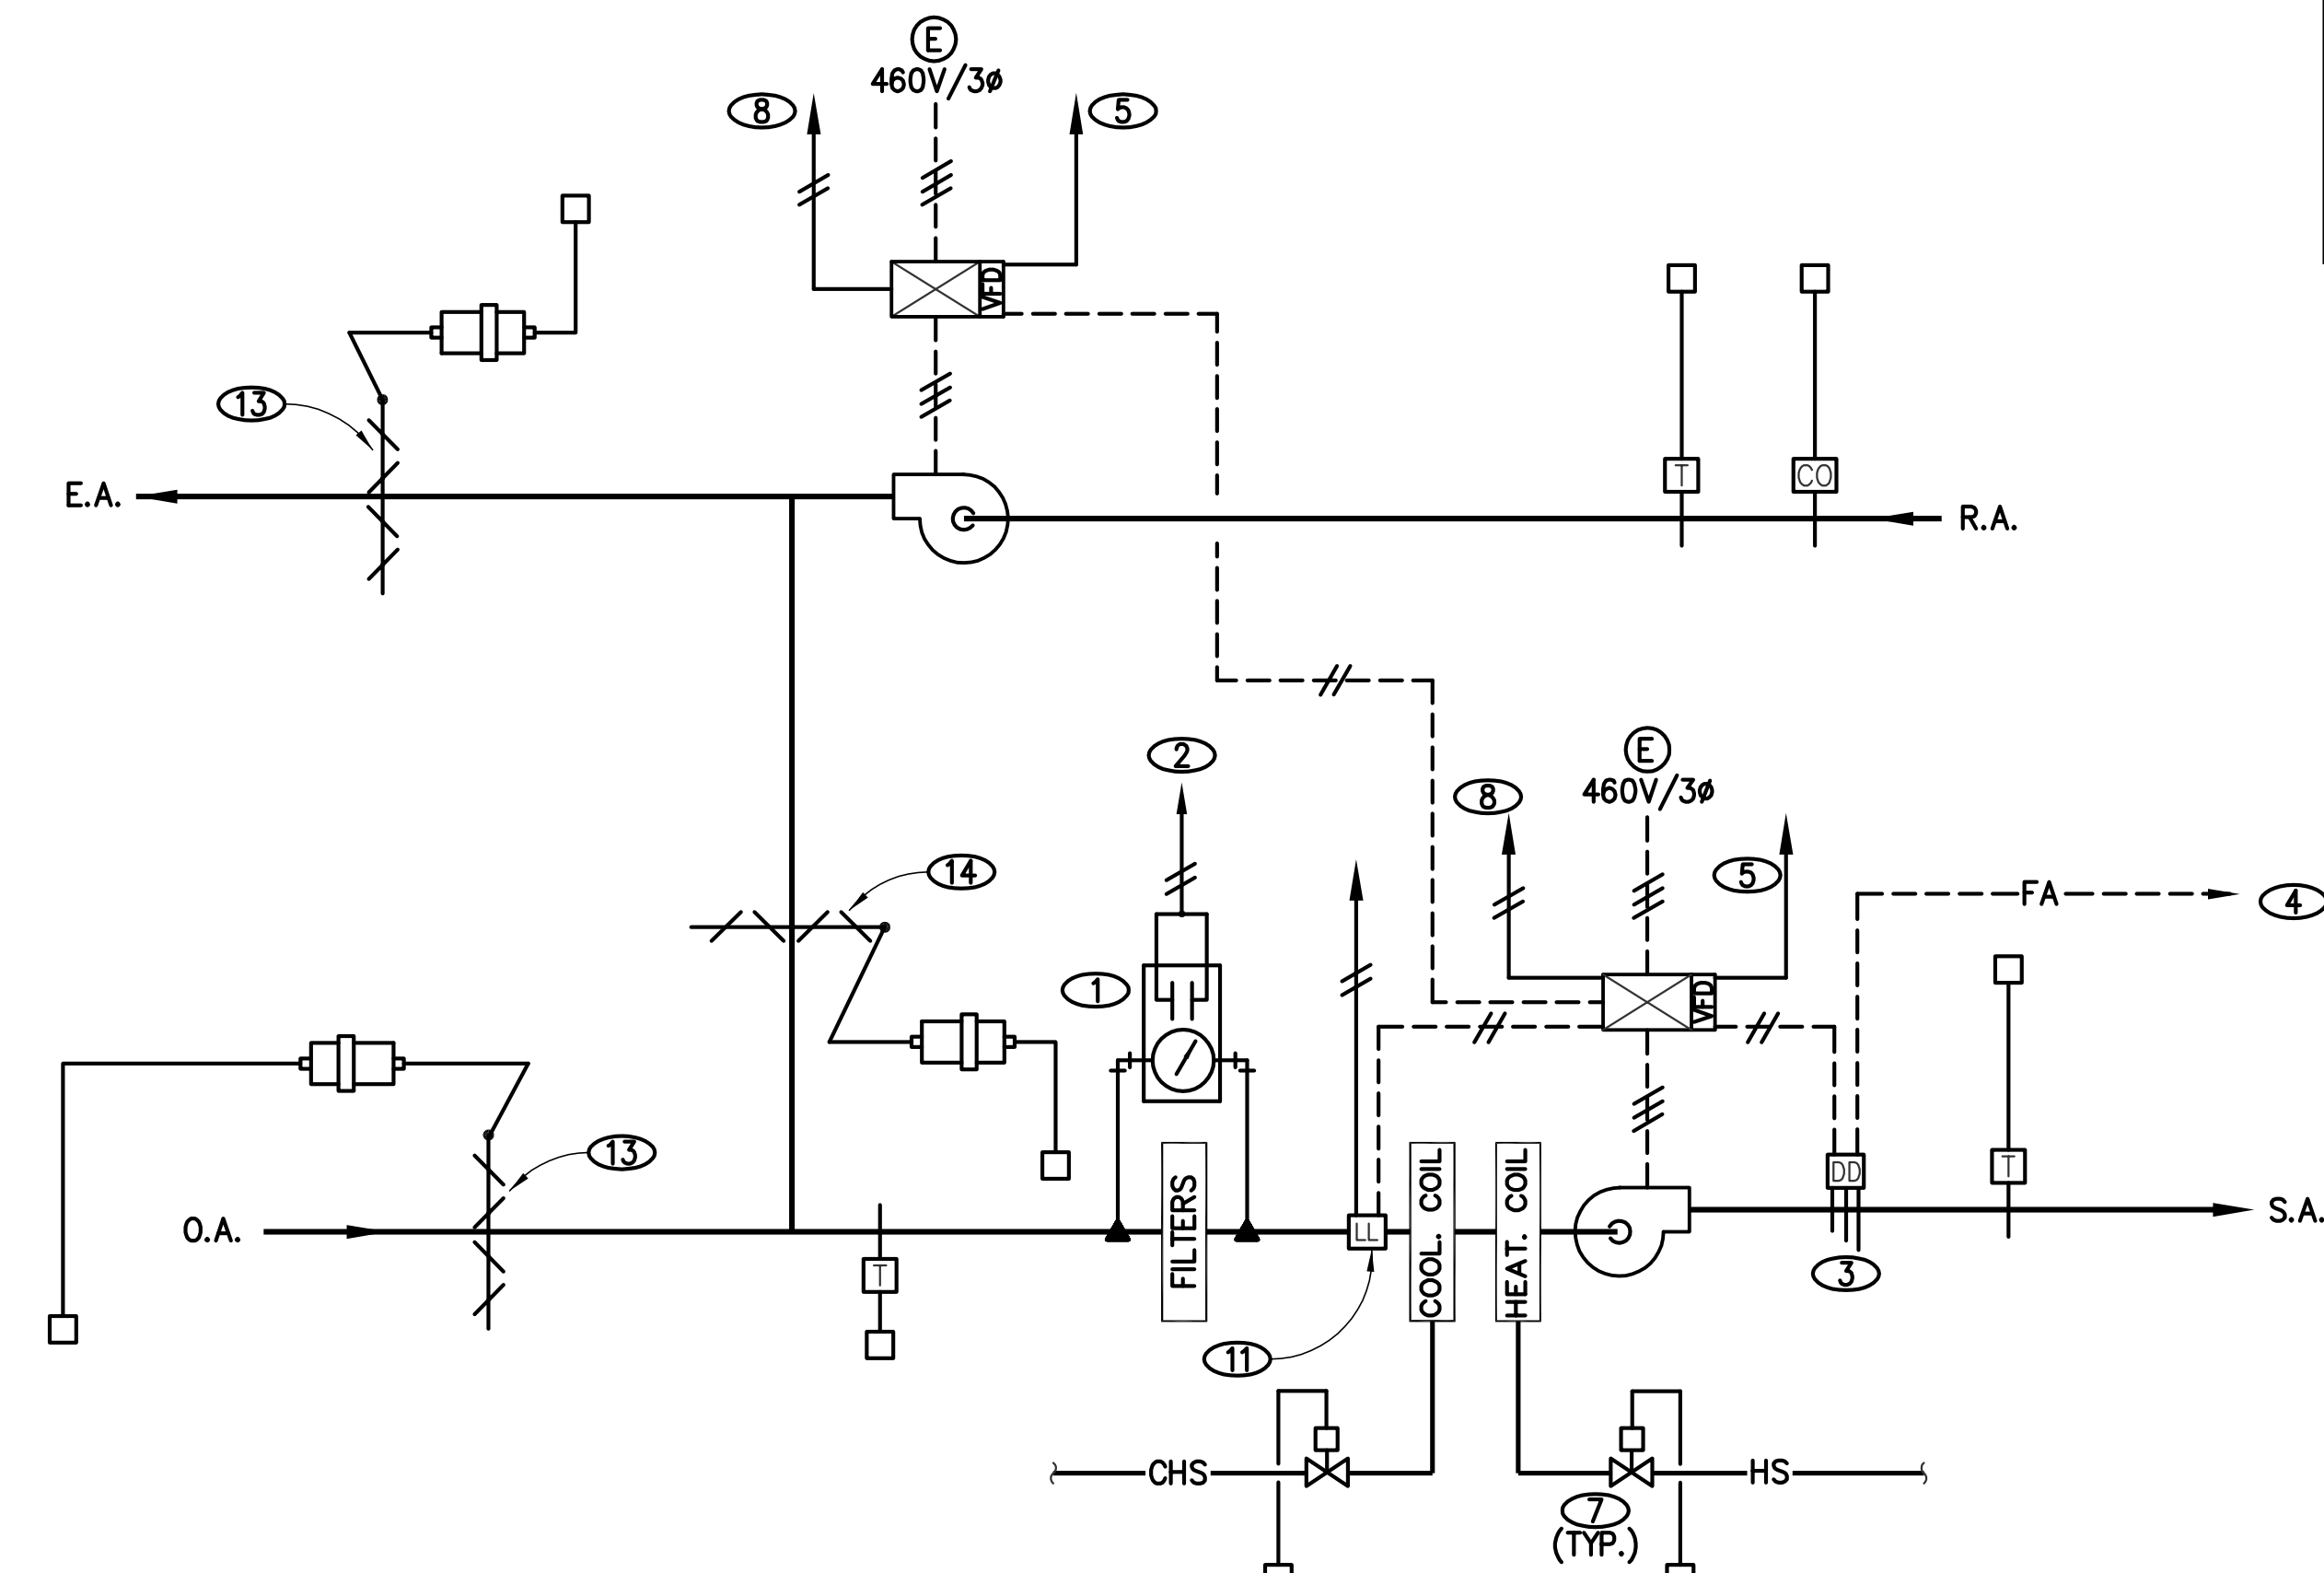 E
460V/3ø
8
5
VFD
13
T
CO
E.A.
R.A.
2
E
460V/3ø
8
14
5
FA
4
1
VFD
13
T
DD
O.A.
S.A.
T
FILTERS
LL
COOL. COIL
HEAT. COIL
3
11
CHS
HS
7
(TYP.)